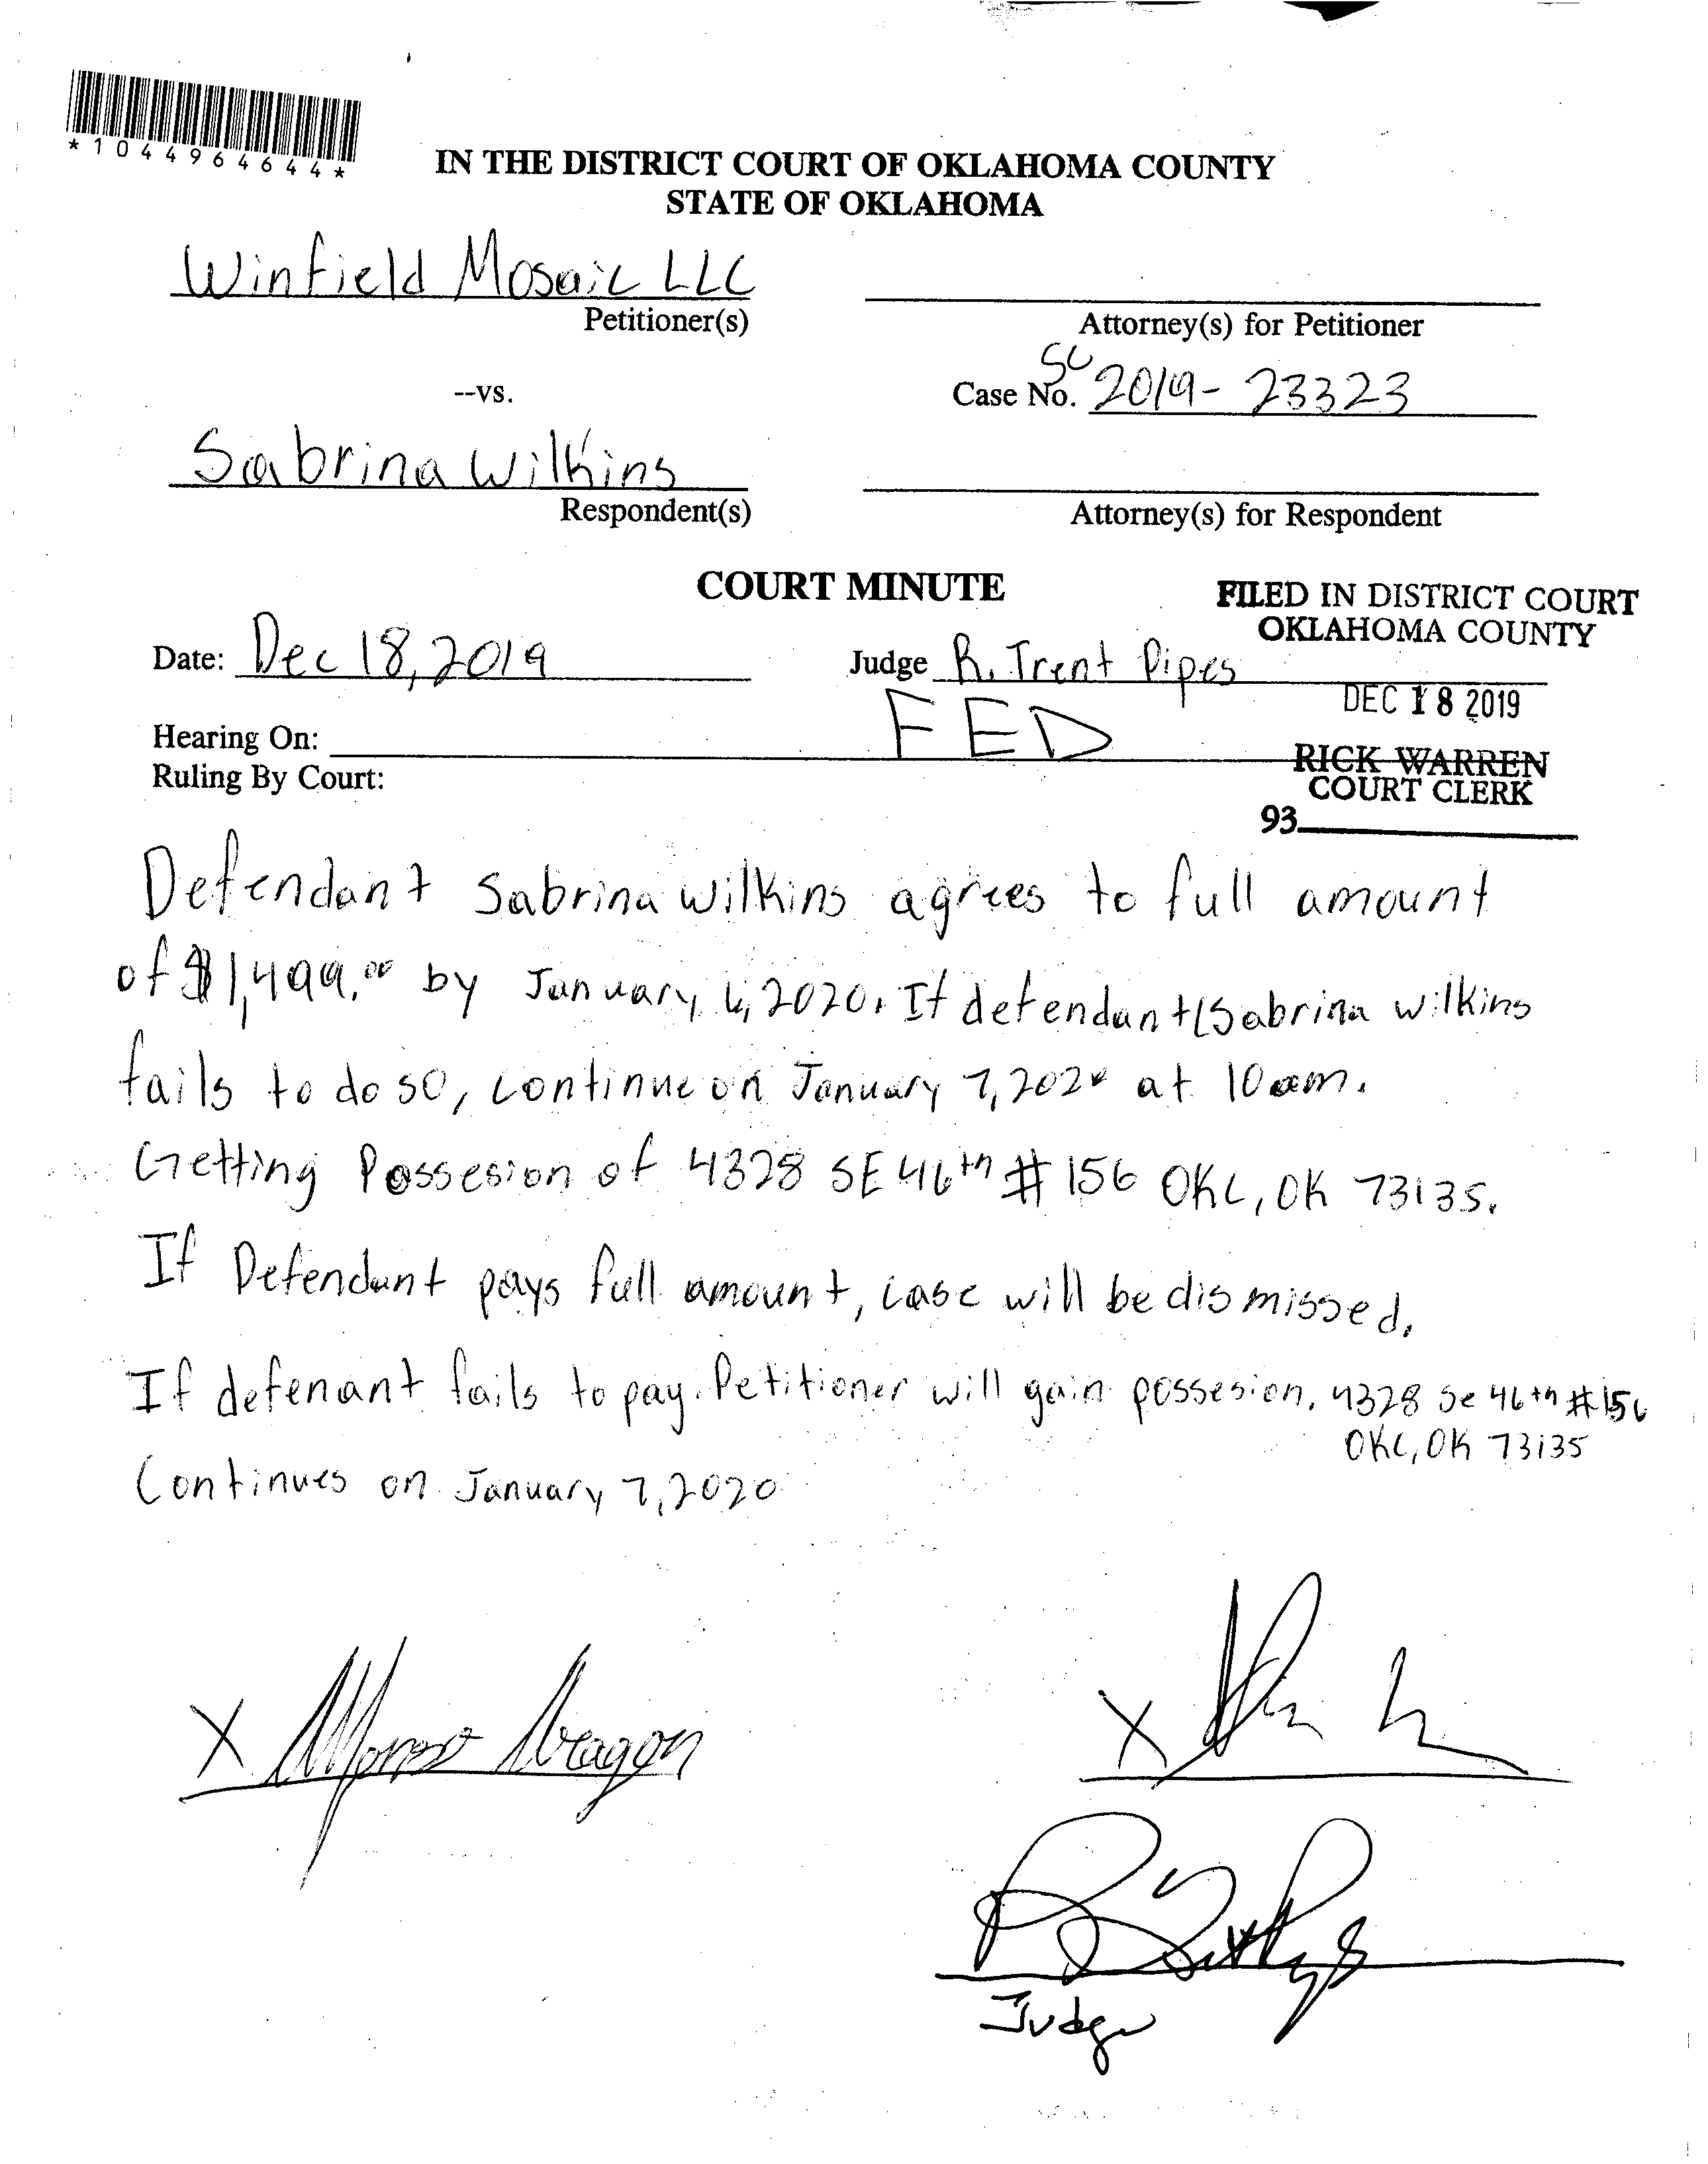 *1044964644*
IN THE DISTRICT COURT OF OKLAHOMA COUNTY
STATE OF OKLAHOMA
Winfield Mosaic LLC
Petitioner(s)
Attorney(s) for Petitioner
--vs.
SC
Case No. 2019-23323
Sabrina Wilkins
Respondent(s)
Attorney(s) for Respondent
COURT MINUTE
FILED IN DISTRICT COURT
OKLAHOMA COUNTY
Date: Dec 18, 2019
Judge R. Trent Pipes
DEC 18 2019
Hearing On: FED
RICK WARREN
COURT CLERK
Ruling By Court:
93
Defendant Sabrina Wilkins agrees to full amount
of $1,499.00 by January 6, 2020. If defendant Sabrina Wilkins
fails to do so, continue on January 7, 2020 at 10am.
Getting Possesion of 4328 SE 46th # 156 OKC, OK 73135.
If Defendant pays full amount, case will be dismissed.
If defenant fails to pay. Petitioner will gain possesion. 4328 Se 46th #156
OKC, OK 73135
Continues on January 7, 2020
X Alfonso Aragon
X
Judge